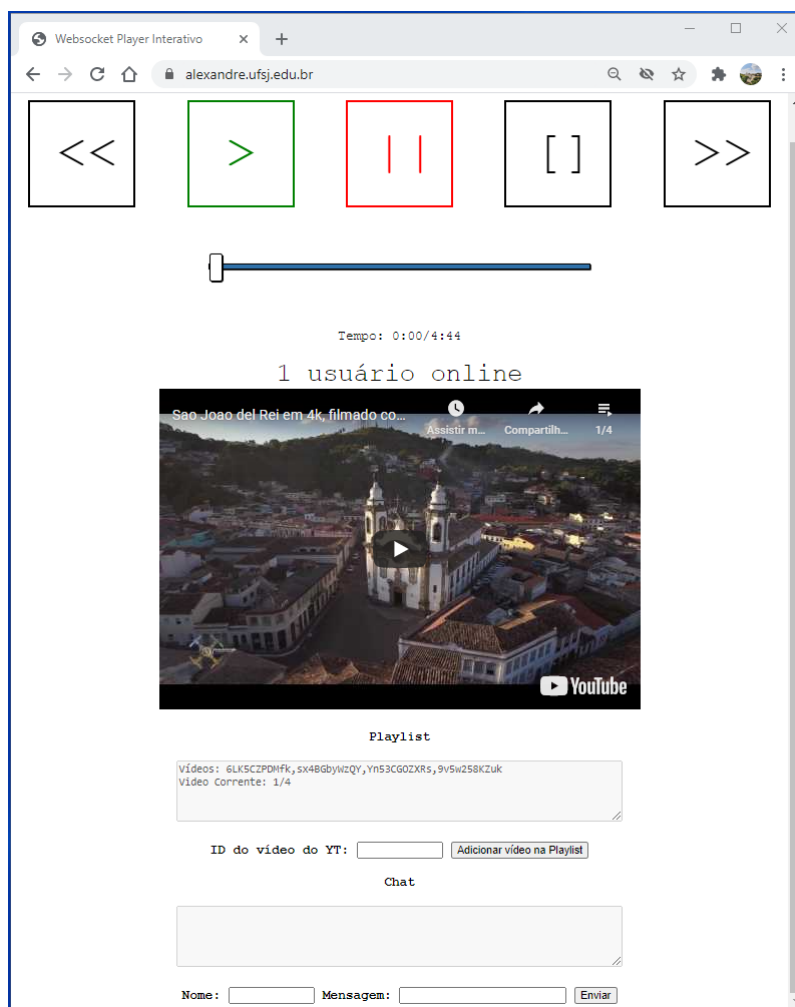 Websocket Player Interativo
alexandre.ufsj.edu.br
<< > || [] >>
Tempo: 0:00/4:44
1 usuário online
Sao Joao del Rei em 4k, filmado co...
Assistir m... Compartilh... 1/4
YouTube
Playlist
Vídeos: 6LK5CZPDMfk,sx4BGbyWzQY,Yn53CGOZXRs,9v5w258KZuk
Vídeo Corrente: 1/4
ID do vídeo do YT: Adicionar vídeo na Playlist
Chat
Nome: Mensagem: Enviar